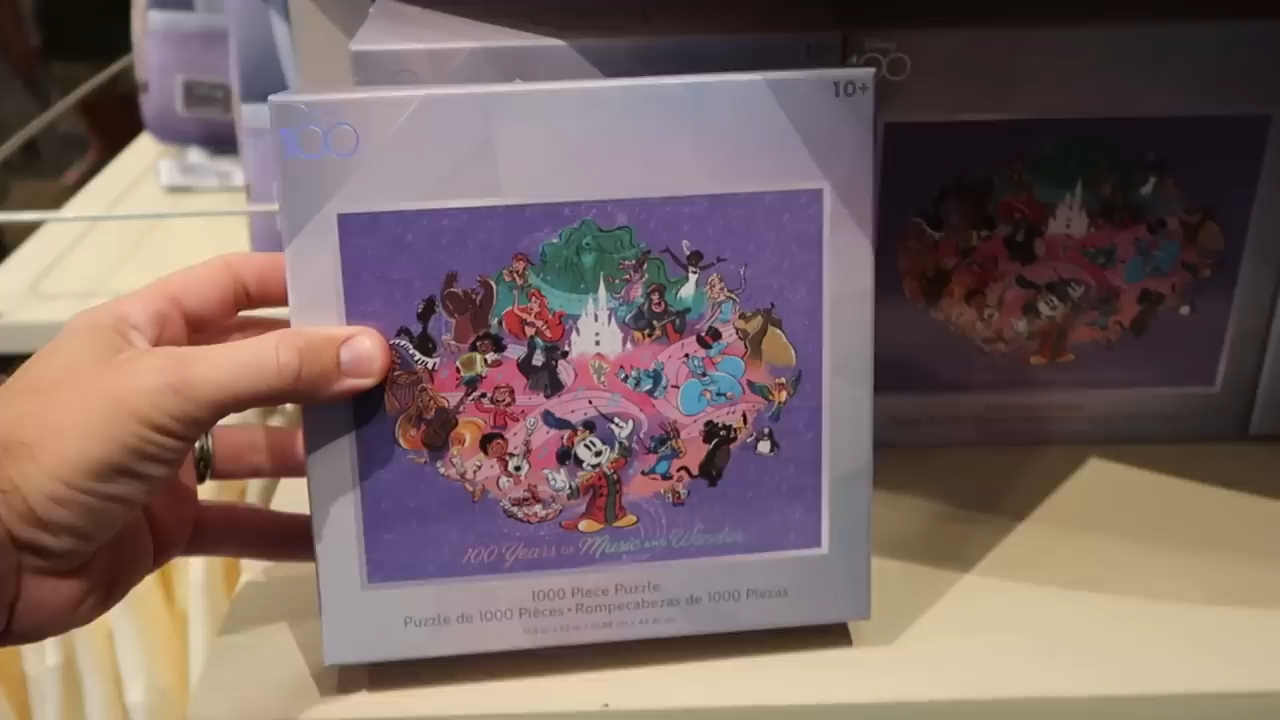 100
10+
100 Years of Music and Wonder
1000 Piece Puzzle
Puzzle de 1000 Pièces • Rompecabezas de 1000 Piezas
100